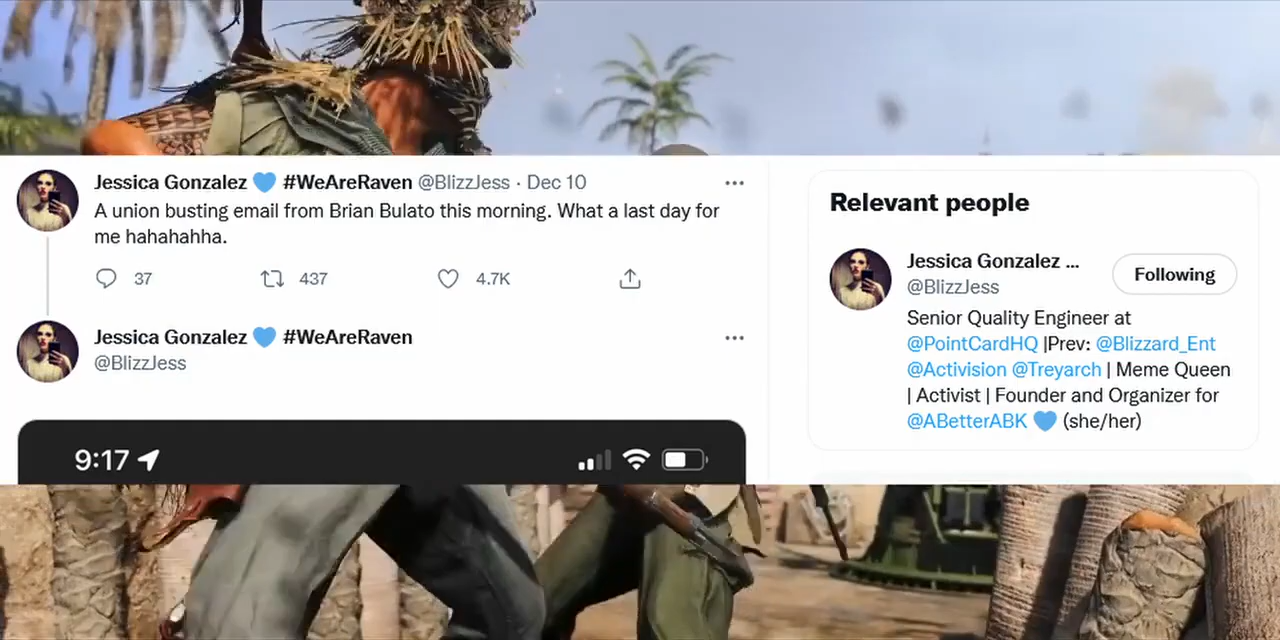 Jessica Gonzalez 💙 #WeAreRaven @BlizzJess · Dec 10
A union busting email from Brian Bulato this morning. What a last day for
me hahahahha.
37 437 4.7K
Jessica Gonzalez 💙 #WeAreRaven
@BlizzJess
9:17
Relevant people
Jessica Gonzalez ...
@BlizzJess
Following
Senior Quality Engineer at
@PointCardHQ |Prev: @Blizzard_Ent
@Activision @Treyarch | Meme Queen
| Activist | Founder and Organizer for
@ABetterABK 💙 (she/her)